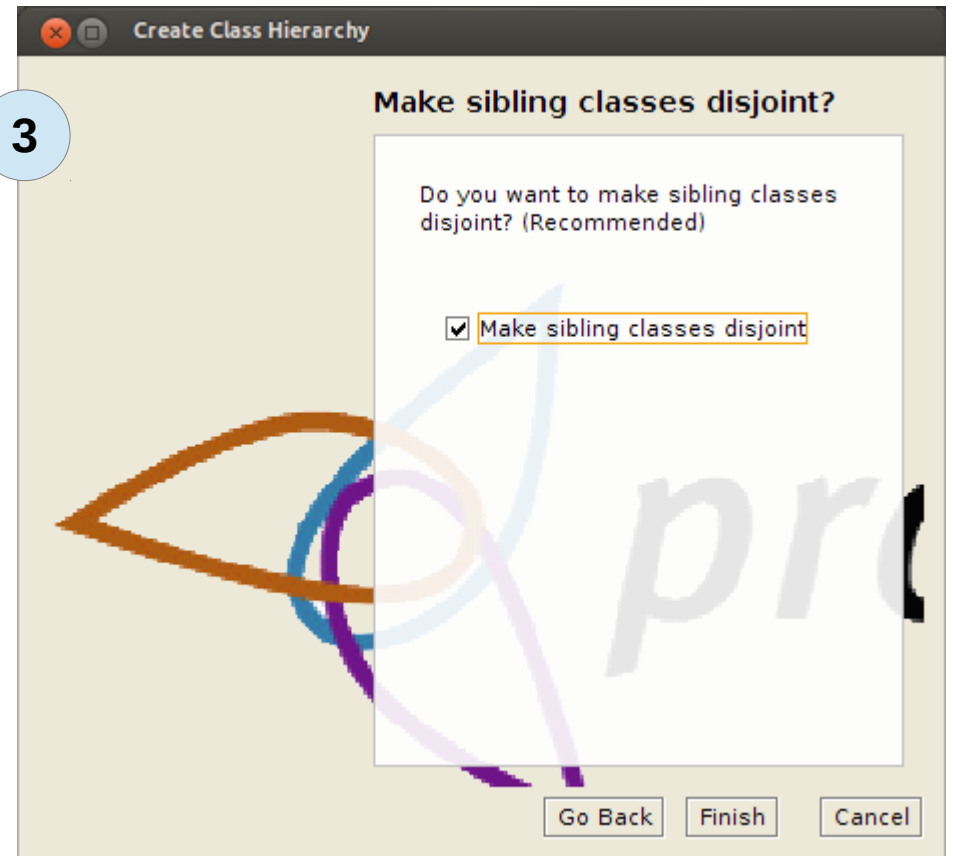 Create Class Hierarchy
3
Make sibling classes disjoint?
Do you want to make sibling classes
disjoint? (Recommended)
Make sibling classes disjoint
pro
Go Back
Finish
Cancel